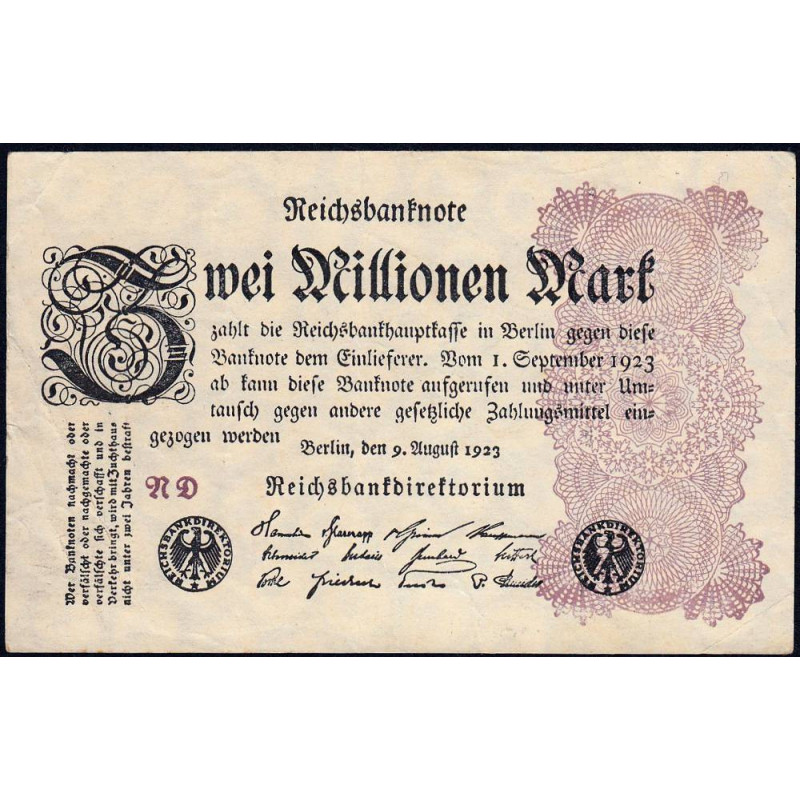 Reichsbanknote
Zwei Millionen Mark
zahlt die Reichsbankhauptkasse in Berlin gegen diese
Banknote dem Einlieferer. Vom 1. September 1923
ab kann diese Banknote aufgerufen und unter Um-
tausch gegen andere gesetzliche Zahlungsmittel ein-
gezogen werden
Berlin, den 9. August 1923
ND
Reichsbankdirektorium
Wer Banknoten nachmacht oder
verfälscht oder nachgemachte oder
verfälschte sich verschafft und in
Verkehr bringt, wird mit Zuchthaus
nicht unter zwei Jahren bestraft
REICHSBANKDIREKTORIUM
REICHSBANKDIREKTORIUM